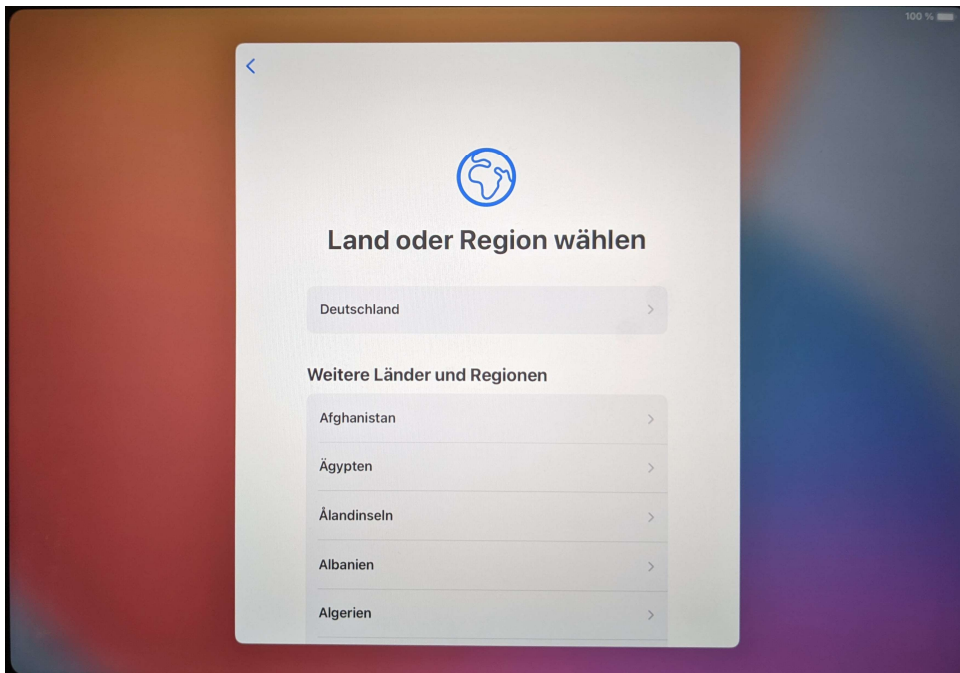 100 %
Land oder Region wählen
Deutschland
Weitere Länder und Regionen
Afghanistan
Ägypten
Ålandinseln
Albanien
Algerien